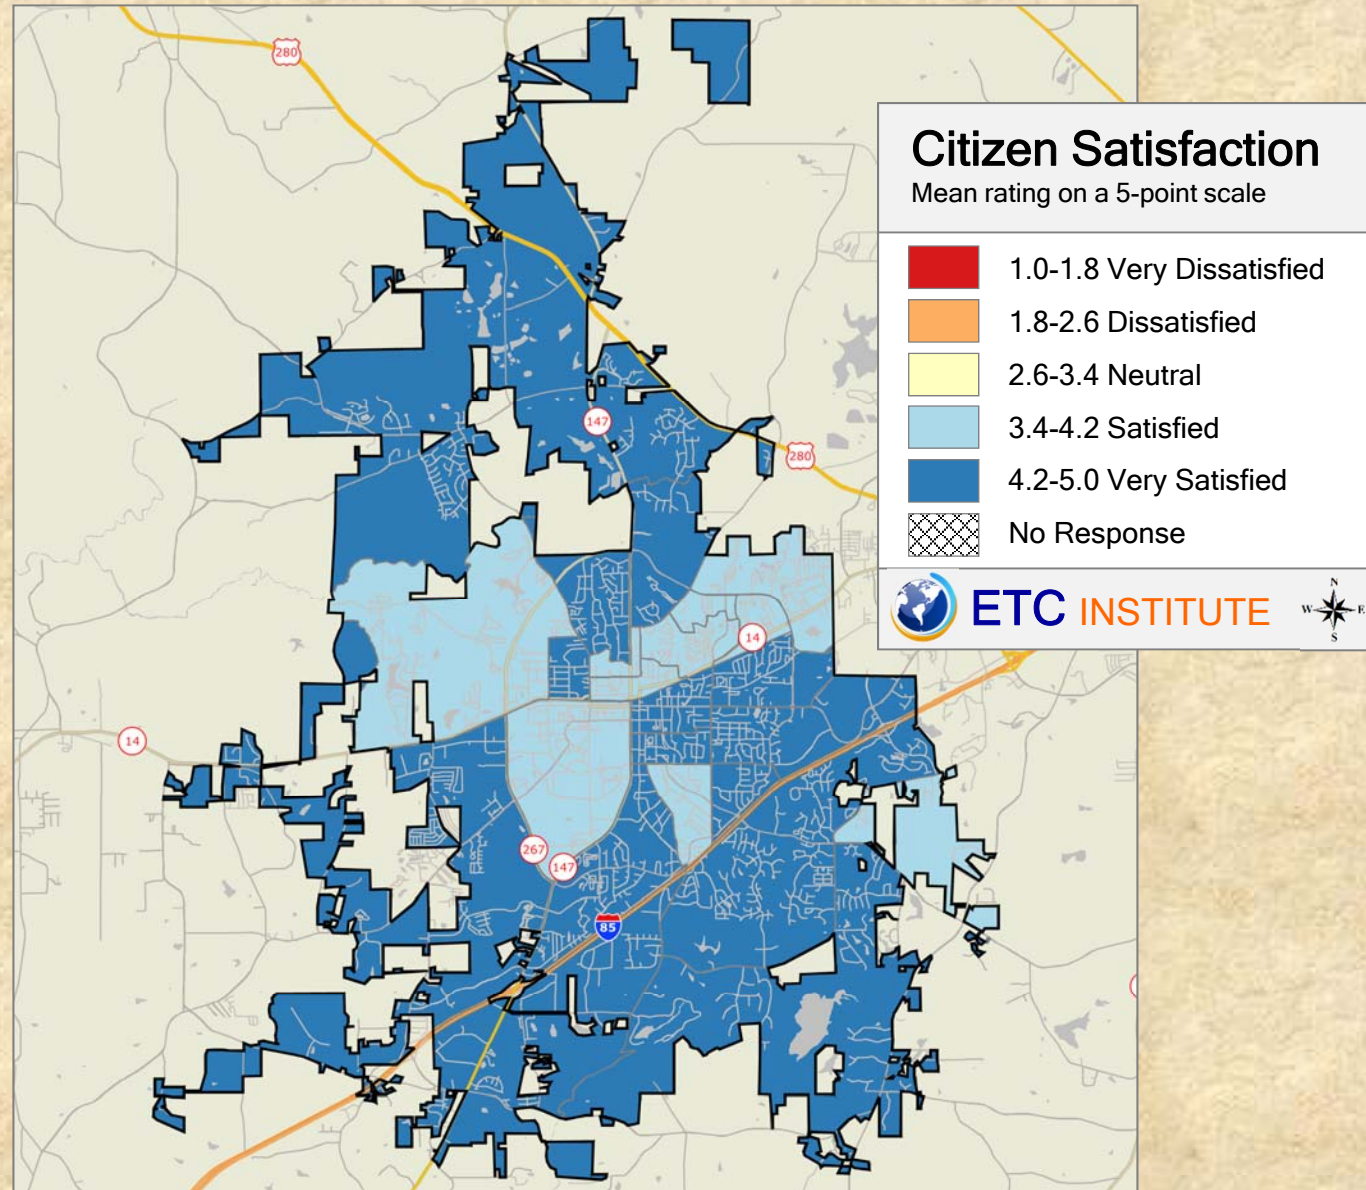 280
Citizen Satisfaction
Mean rating on a 5-point scale
1.0-1.8 Very Dissatisfied
1.8-2.6 Dissatisfied
2.6-3.4 Neutral
3.4-4.2 Satisfied
4.2-5.0 Very Satisfied
No Response
ETC INSTITUTE
N
W
E
S
147
280
14
14
267
147
85